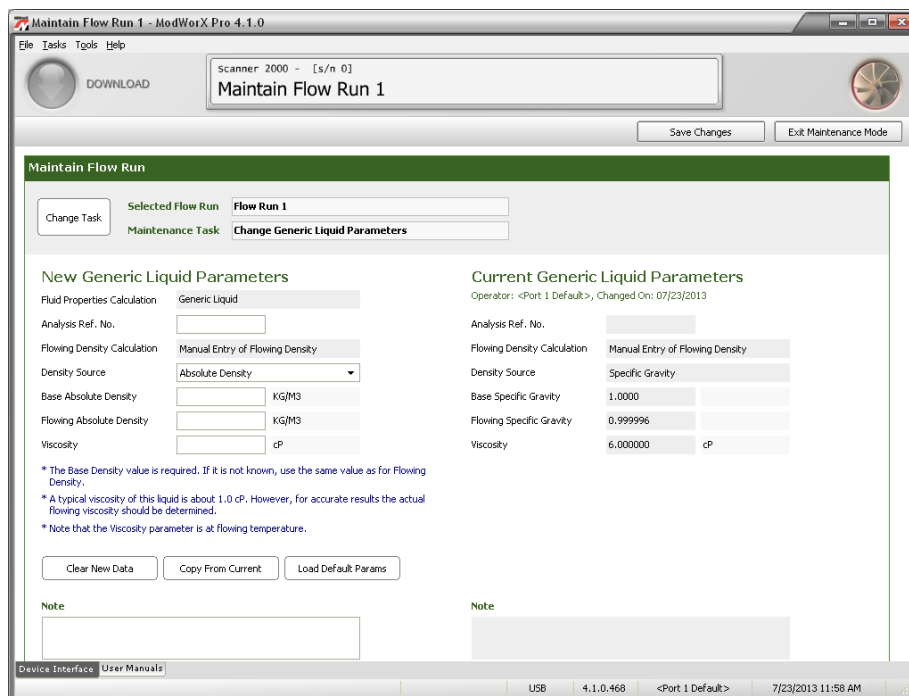 Maintain Flow Run 1 - ModWorX Pro 4.1.0
File Tasks Tools Help
DOWNLOAD
Scanner 2000 - [s/n 0]
Maintain Flow Run 1
Save Changes Exit Maintenance Mode
Maintain Flow Run
Change Task
Selected Flow Run Flow Run 1
Maintenance Task Change Generic Liquid Parameters
New Generic Liquid Parameters
Fluid Properties Calculation Generic Liquid
Analysis Ref. No.
Flowing Density Calculation Manual Entry of Flowing Density
Density Source Absolute Density
Base Absolute Density KG/M3
Flowing Absolute Density KG/M3
Viscosity cP
* The Base Density value is required. If it is not known, use the same value as for Flowing
Density.
* A typical viscosity of this liquid is about 1.0 cP. However, for accurate results the actual
flowing viscosity should be determined.
* Note that the Viscosity parameter is at flowing temperature.
Clear New Data Copy From Current Load Default Params
Note
Current Generic Liquid Parameters
Operator: <Port 1 Default>, Changed On: 07/23/2013
Analysis Ref. No.
Flowing Density Calculation Manual Entry of Flowing Density
Density Source Specific Gravity
Base Specific Gravity 1.0000
Flowing Specific Gravity 0.999996
Viscosity 6.000000 cP
Note
Device Interface User Manuals
USB 4.1.0.468 <Port 1 Default> 7/23/2013 11:58 AM